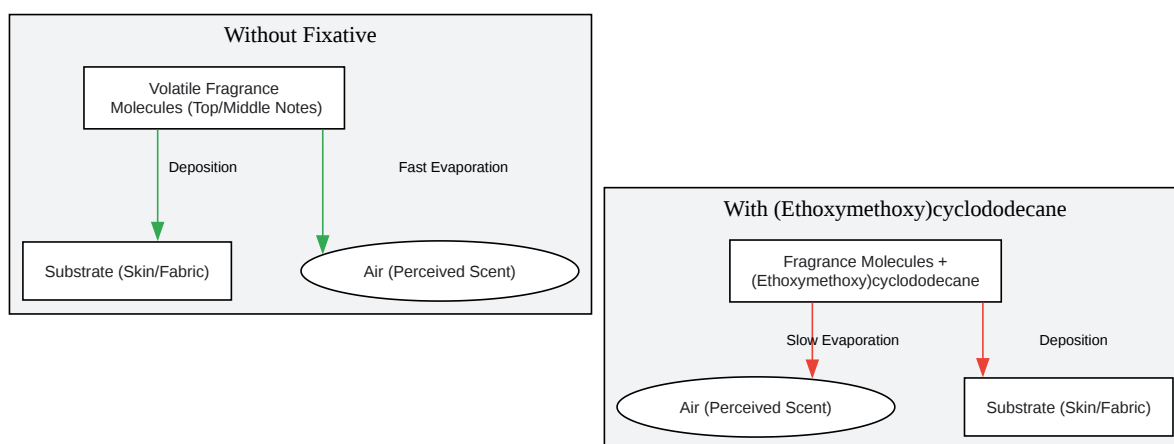 Without Fixative
Volatile Fragrance
Molecules (Top/Middle Notes)
Deposition
Fast Evaporation
Substrate (Skin/Fabric)
Air (Perceived Scent)
With (Ethoxymethoxy)cyclododecane
Fragrance Molecules +
(Ethoxymethoxy)cyclododecane
Slow Evaporation
Deposition
Air (Perceived Scent)
Substrate (Skin/Fabric)